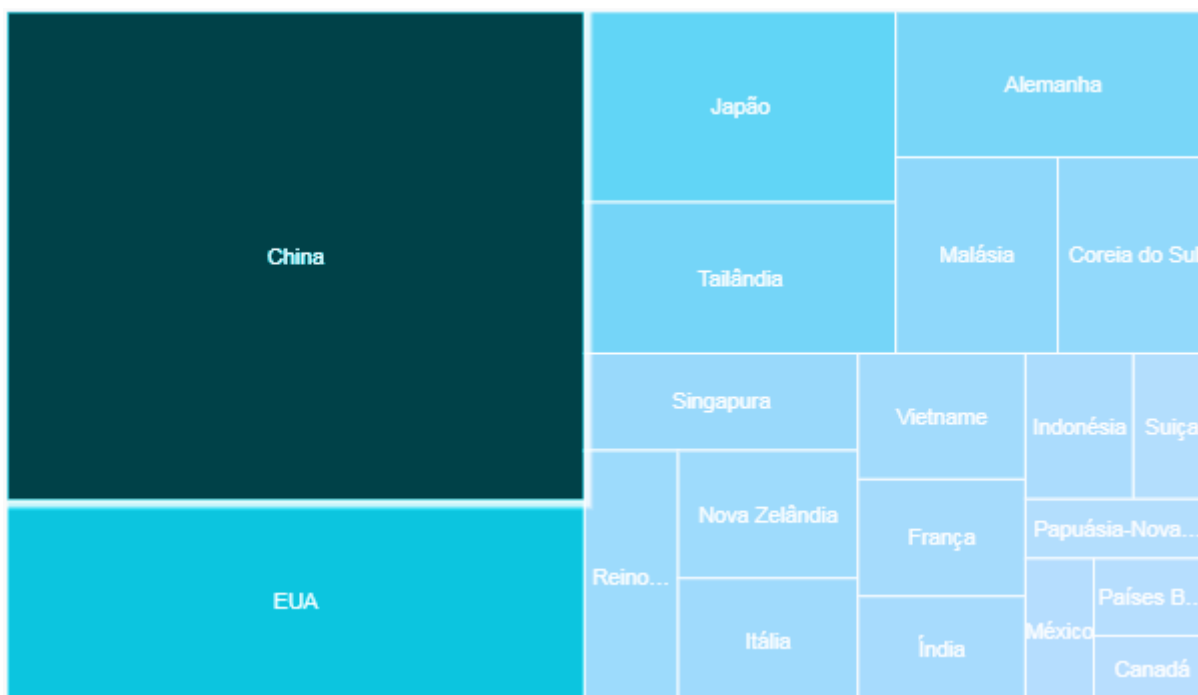 China
EUA
Japão
Tailândia
Alemanha
Malásia
Coreia do Sul
Singapura
Reino...
Nova Zelândia
Itália
Vietname
França
Índia
Indonésia
Suiça
Papuásia-Nova...
México
Países B...
Canadá